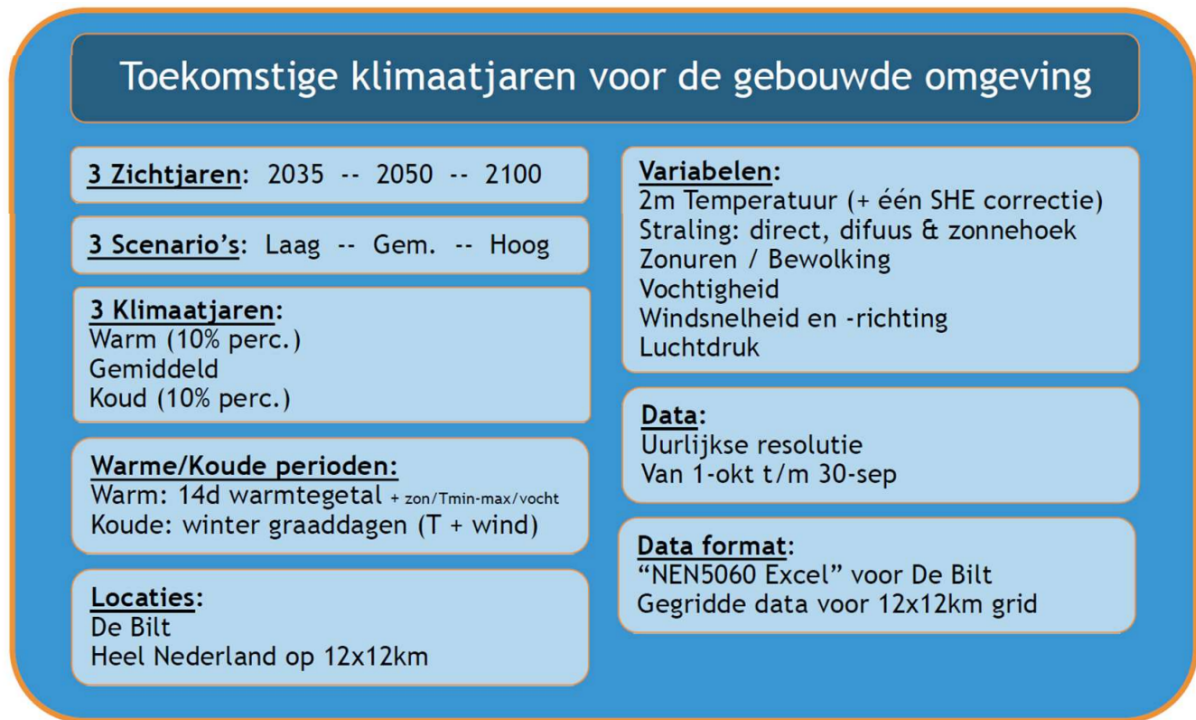 Toekomstige klimaatjaren voor de gebouwde omgeving
3 Zichtjaren: 2035 -- 2050 -- 2100
3 Scenario's: Laag -- Gem. -- Hoog
3 Klimaatjaren:
Warm (10% perc.)
Gemiddeld
Koud (10% perc.)
Warme/Koude perioden:
Warm: 14d warmtegetal + zon/Tmin-max/vocht
Koude: winter graaddagen (T + wind)
Locaties:
De Bilt
Heel Nederland op 12x12km
Variabelen:
2m Temperatuur (+ één SHE correctie)
Straling: direct, difuus & zonnehoek
Zonuren / Bewolking
Vochtigheid
Windsnelheid en -richting
Luchtdruk
Data:
Uurlijkse resolutie
Van 1-okt t/m 30-sep
Data format:
“NEN5060 Excel” voor De Bilt
Gegridde data voor 12x12km grid